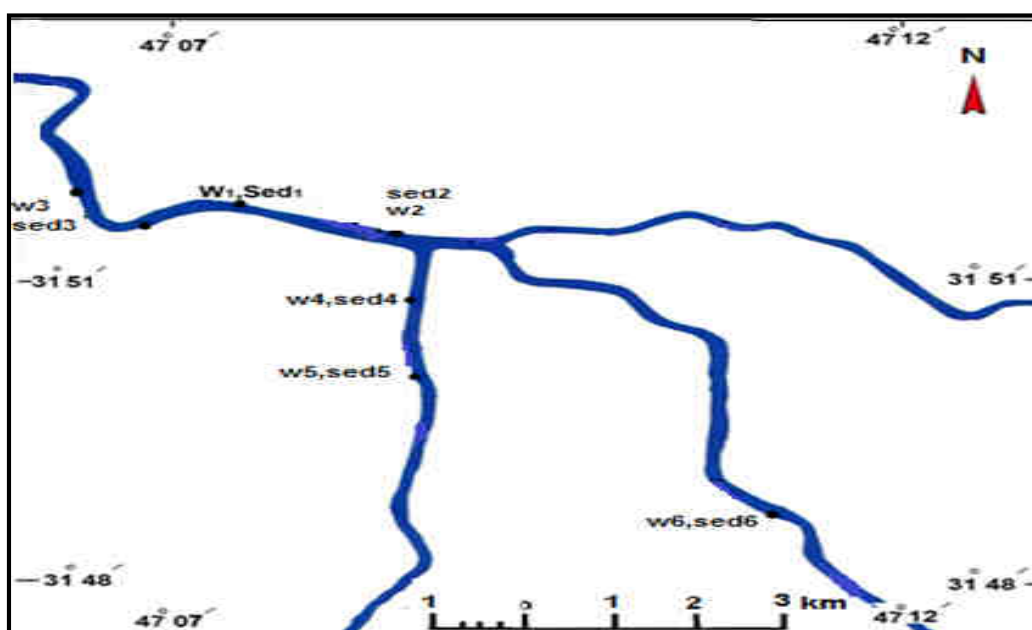 47° 07′
47° 12′
N
W₁,Sed₁
sed2
w2
w3
sed3
31° 51′
31° 51′
w4,sed4
w5,sed5
w6,sed6
31° 48′
31° 48′
1 0 1 2 3 km
47° 07′
47° 12′